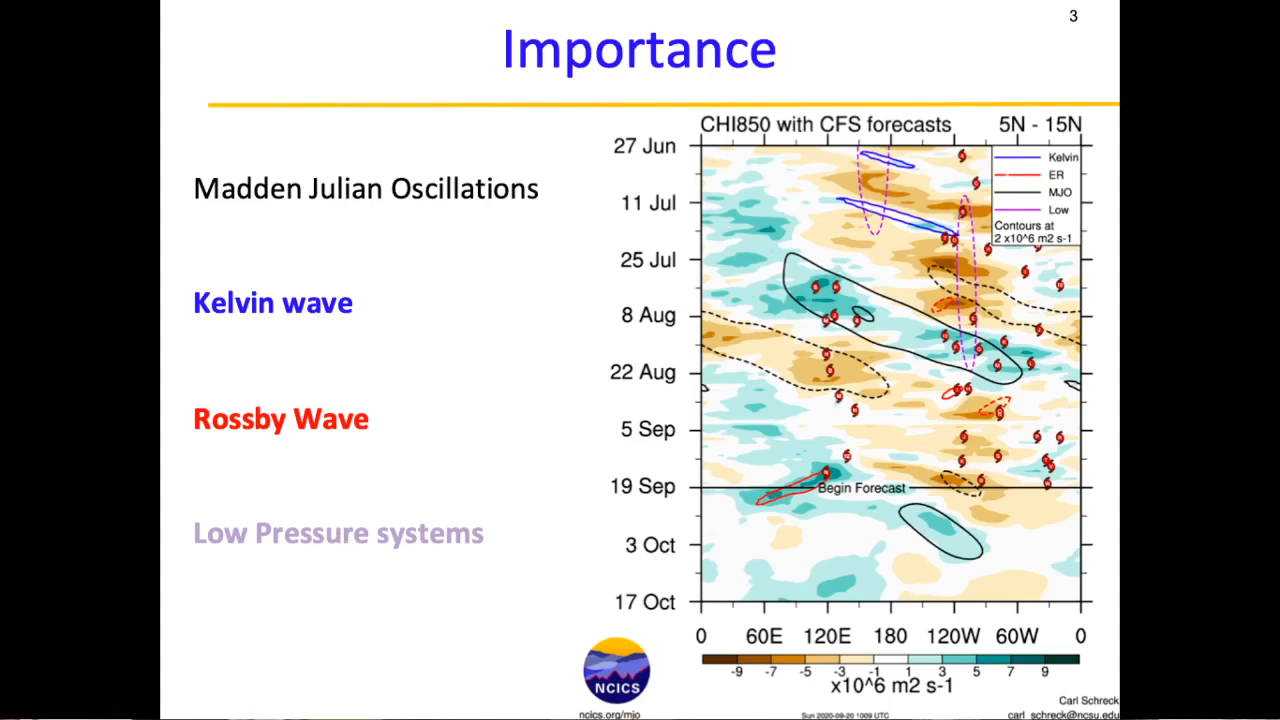 3
Importance
Madden Julian Oscillations
Kelvin wave
Rossby Wave
Low Pressure systems
CHI850 with CFS forecasts 5N - 15N
Kelvin
ER
MJO
Low
Contours at
2 x10^6 m2 s-1
27 Jun
11 Jul
25 Jul
8 Aug
22 Aug
5 Sep
19 Sep
3 Oct
17 Oct
Begin Forecast
0 60E 120E 180 120W 60W 0
-9 -7 -5 -3 -1 1 3 5 7 9
x10^6 m2 s-1
NCICS
ncics.org/mjo
Sun 2020-09-20 1009 UTC
Carl Schreck
carl_schreck@ncsu.edu